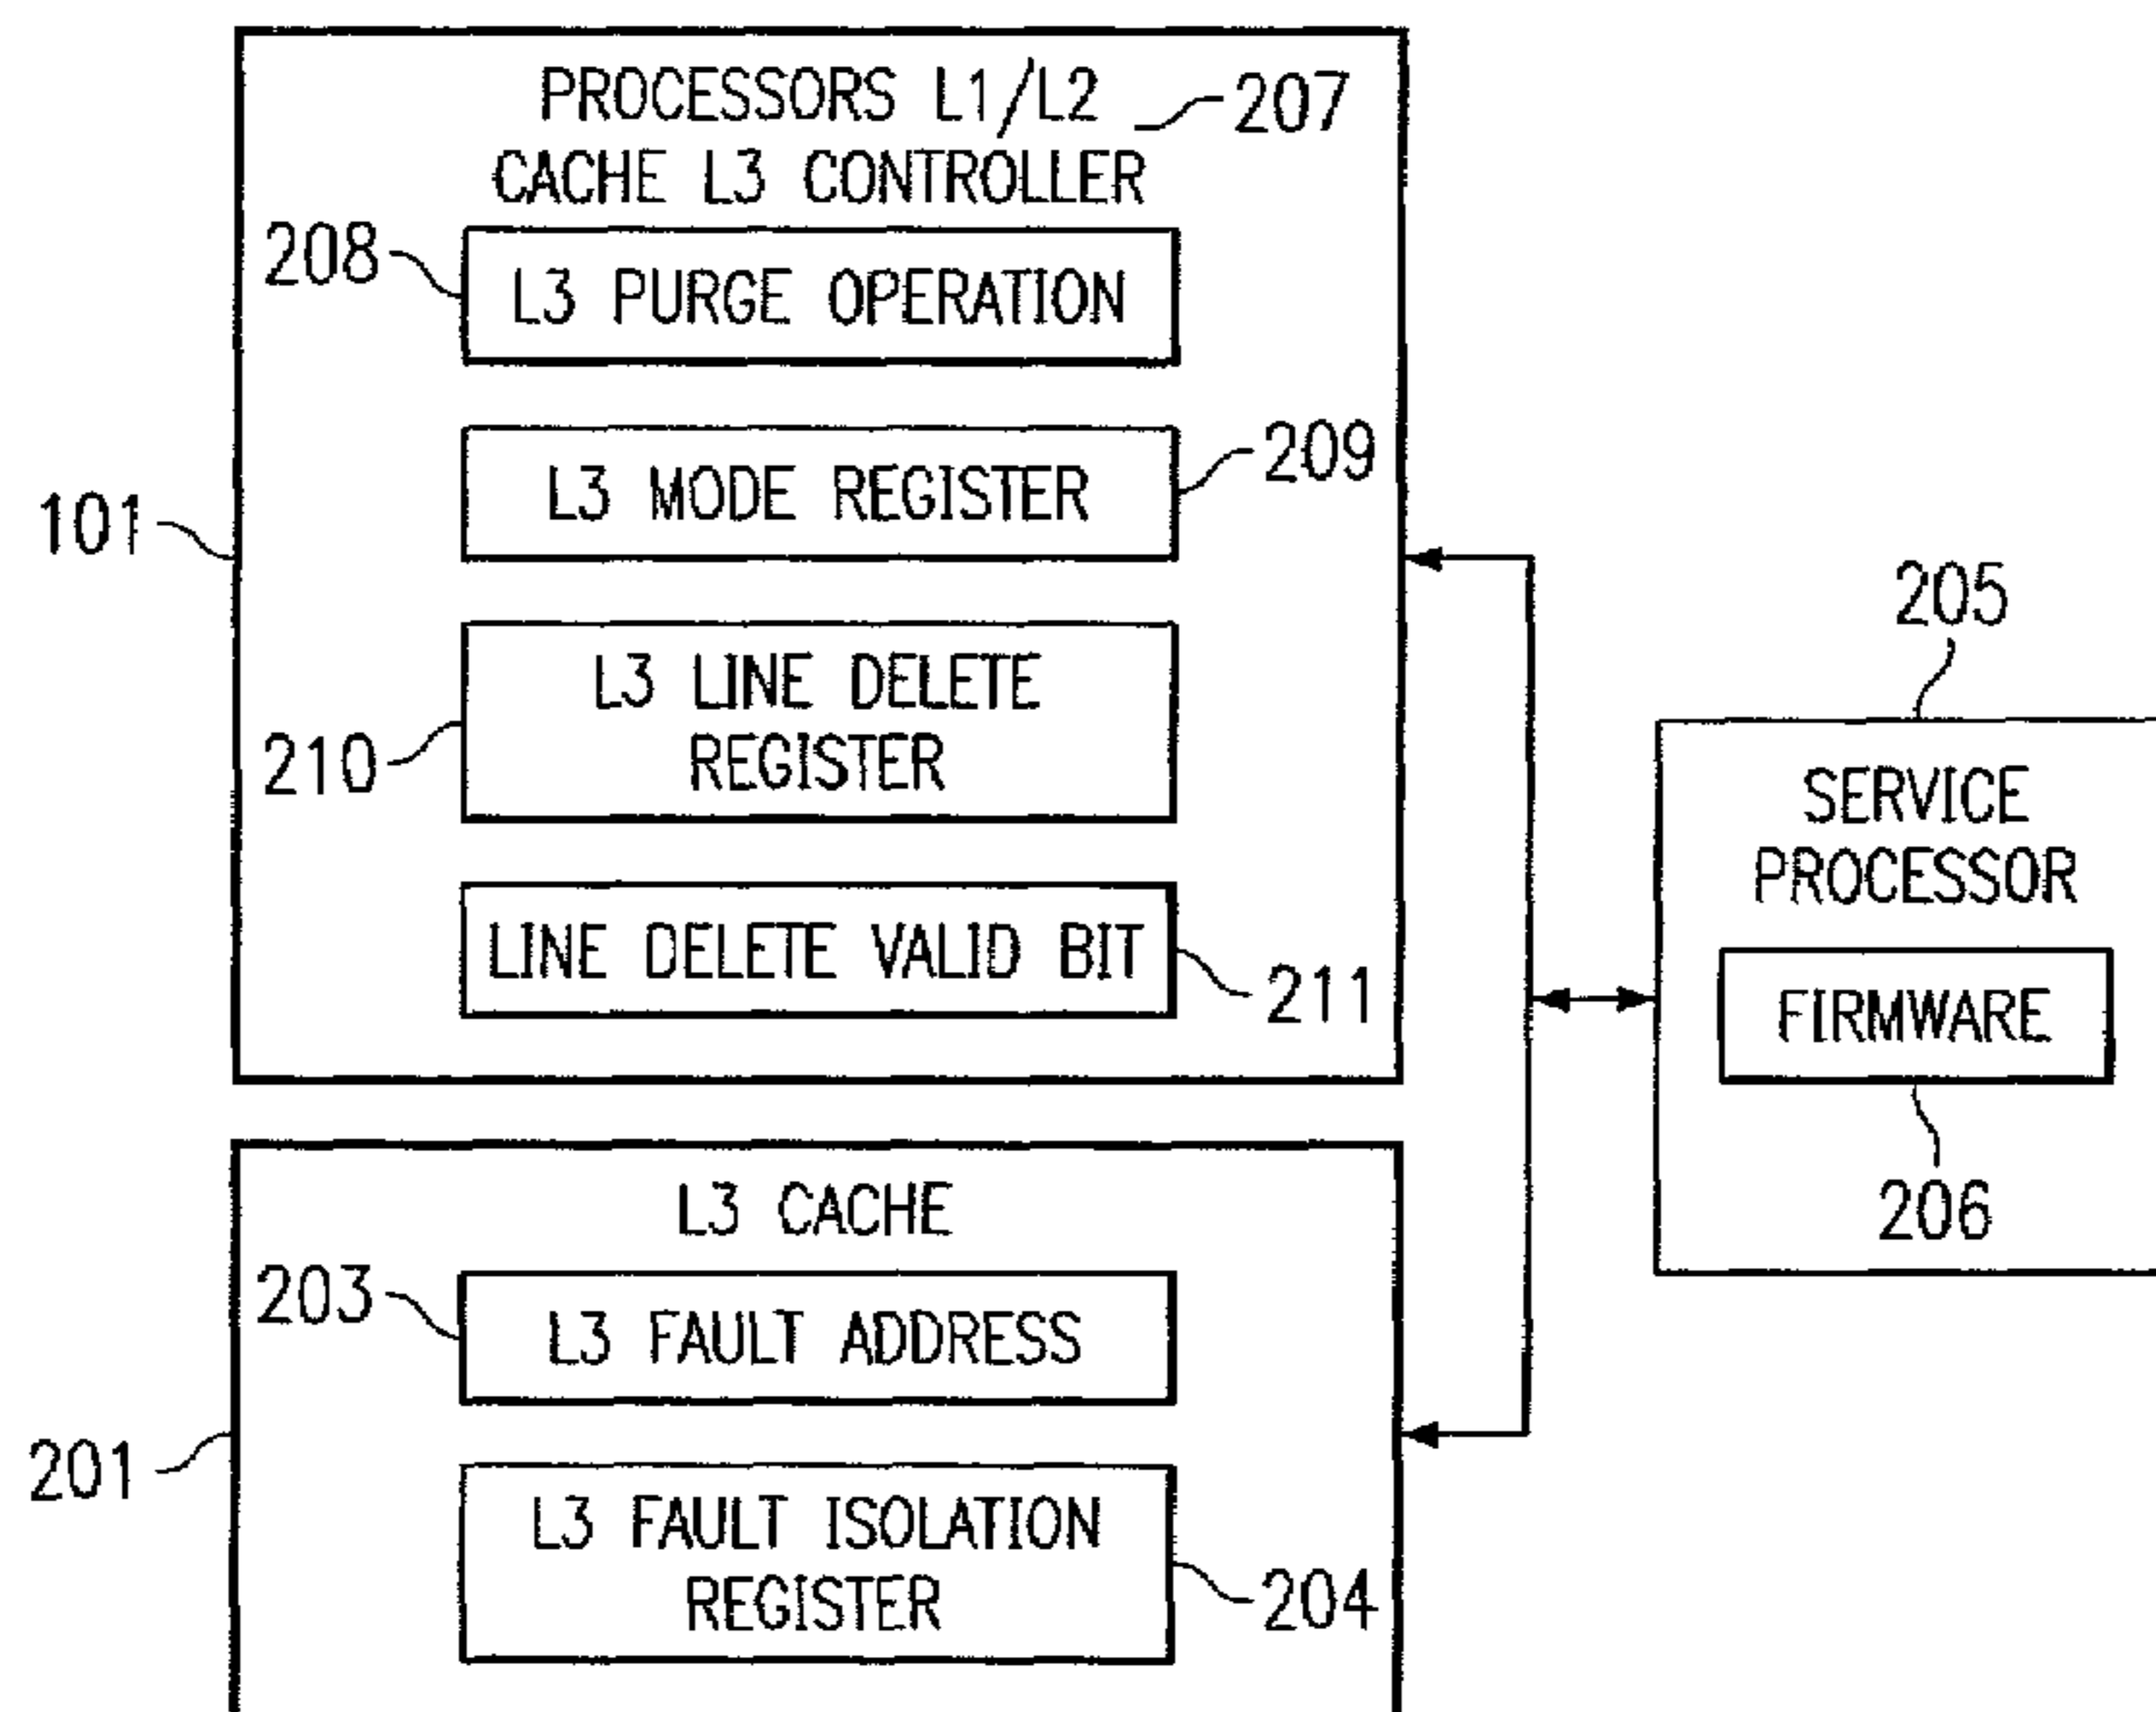 PROCESSORS L1/L2
207
CACHE L3 CONTROLLER
208
L3 PURGE OPERATION
209
L3 MODE REGISTER
101
L3 LINE DELETE
REGISTER
210
LINE DELETE VALID BIT
211
205
SERVICE
PROCESSOR
FIRMWARE
206
L3 CACHE
203
L3 FAULT ADDRESS
201
L3 FAULT ISOLATION
REGISTER
204